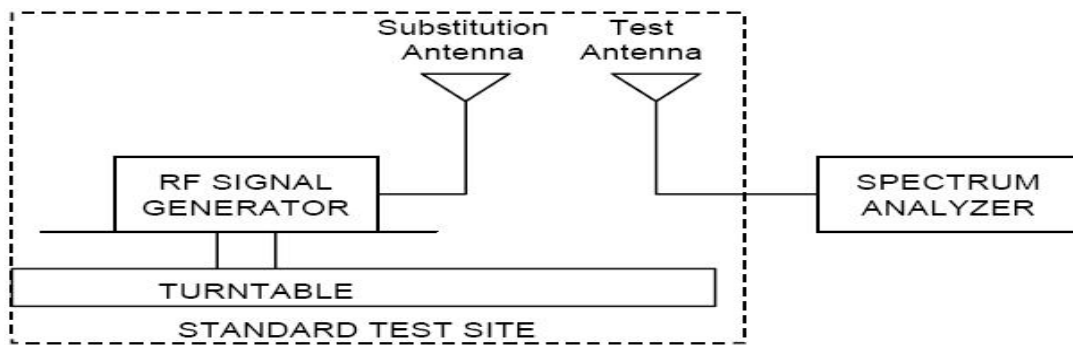 Substitution
Antenna
Test
Antenna
RF SIGNAL
GENERATOR
SPECTRUM
ANALYZER
TURNTABLE
STANDARD TEST SITE